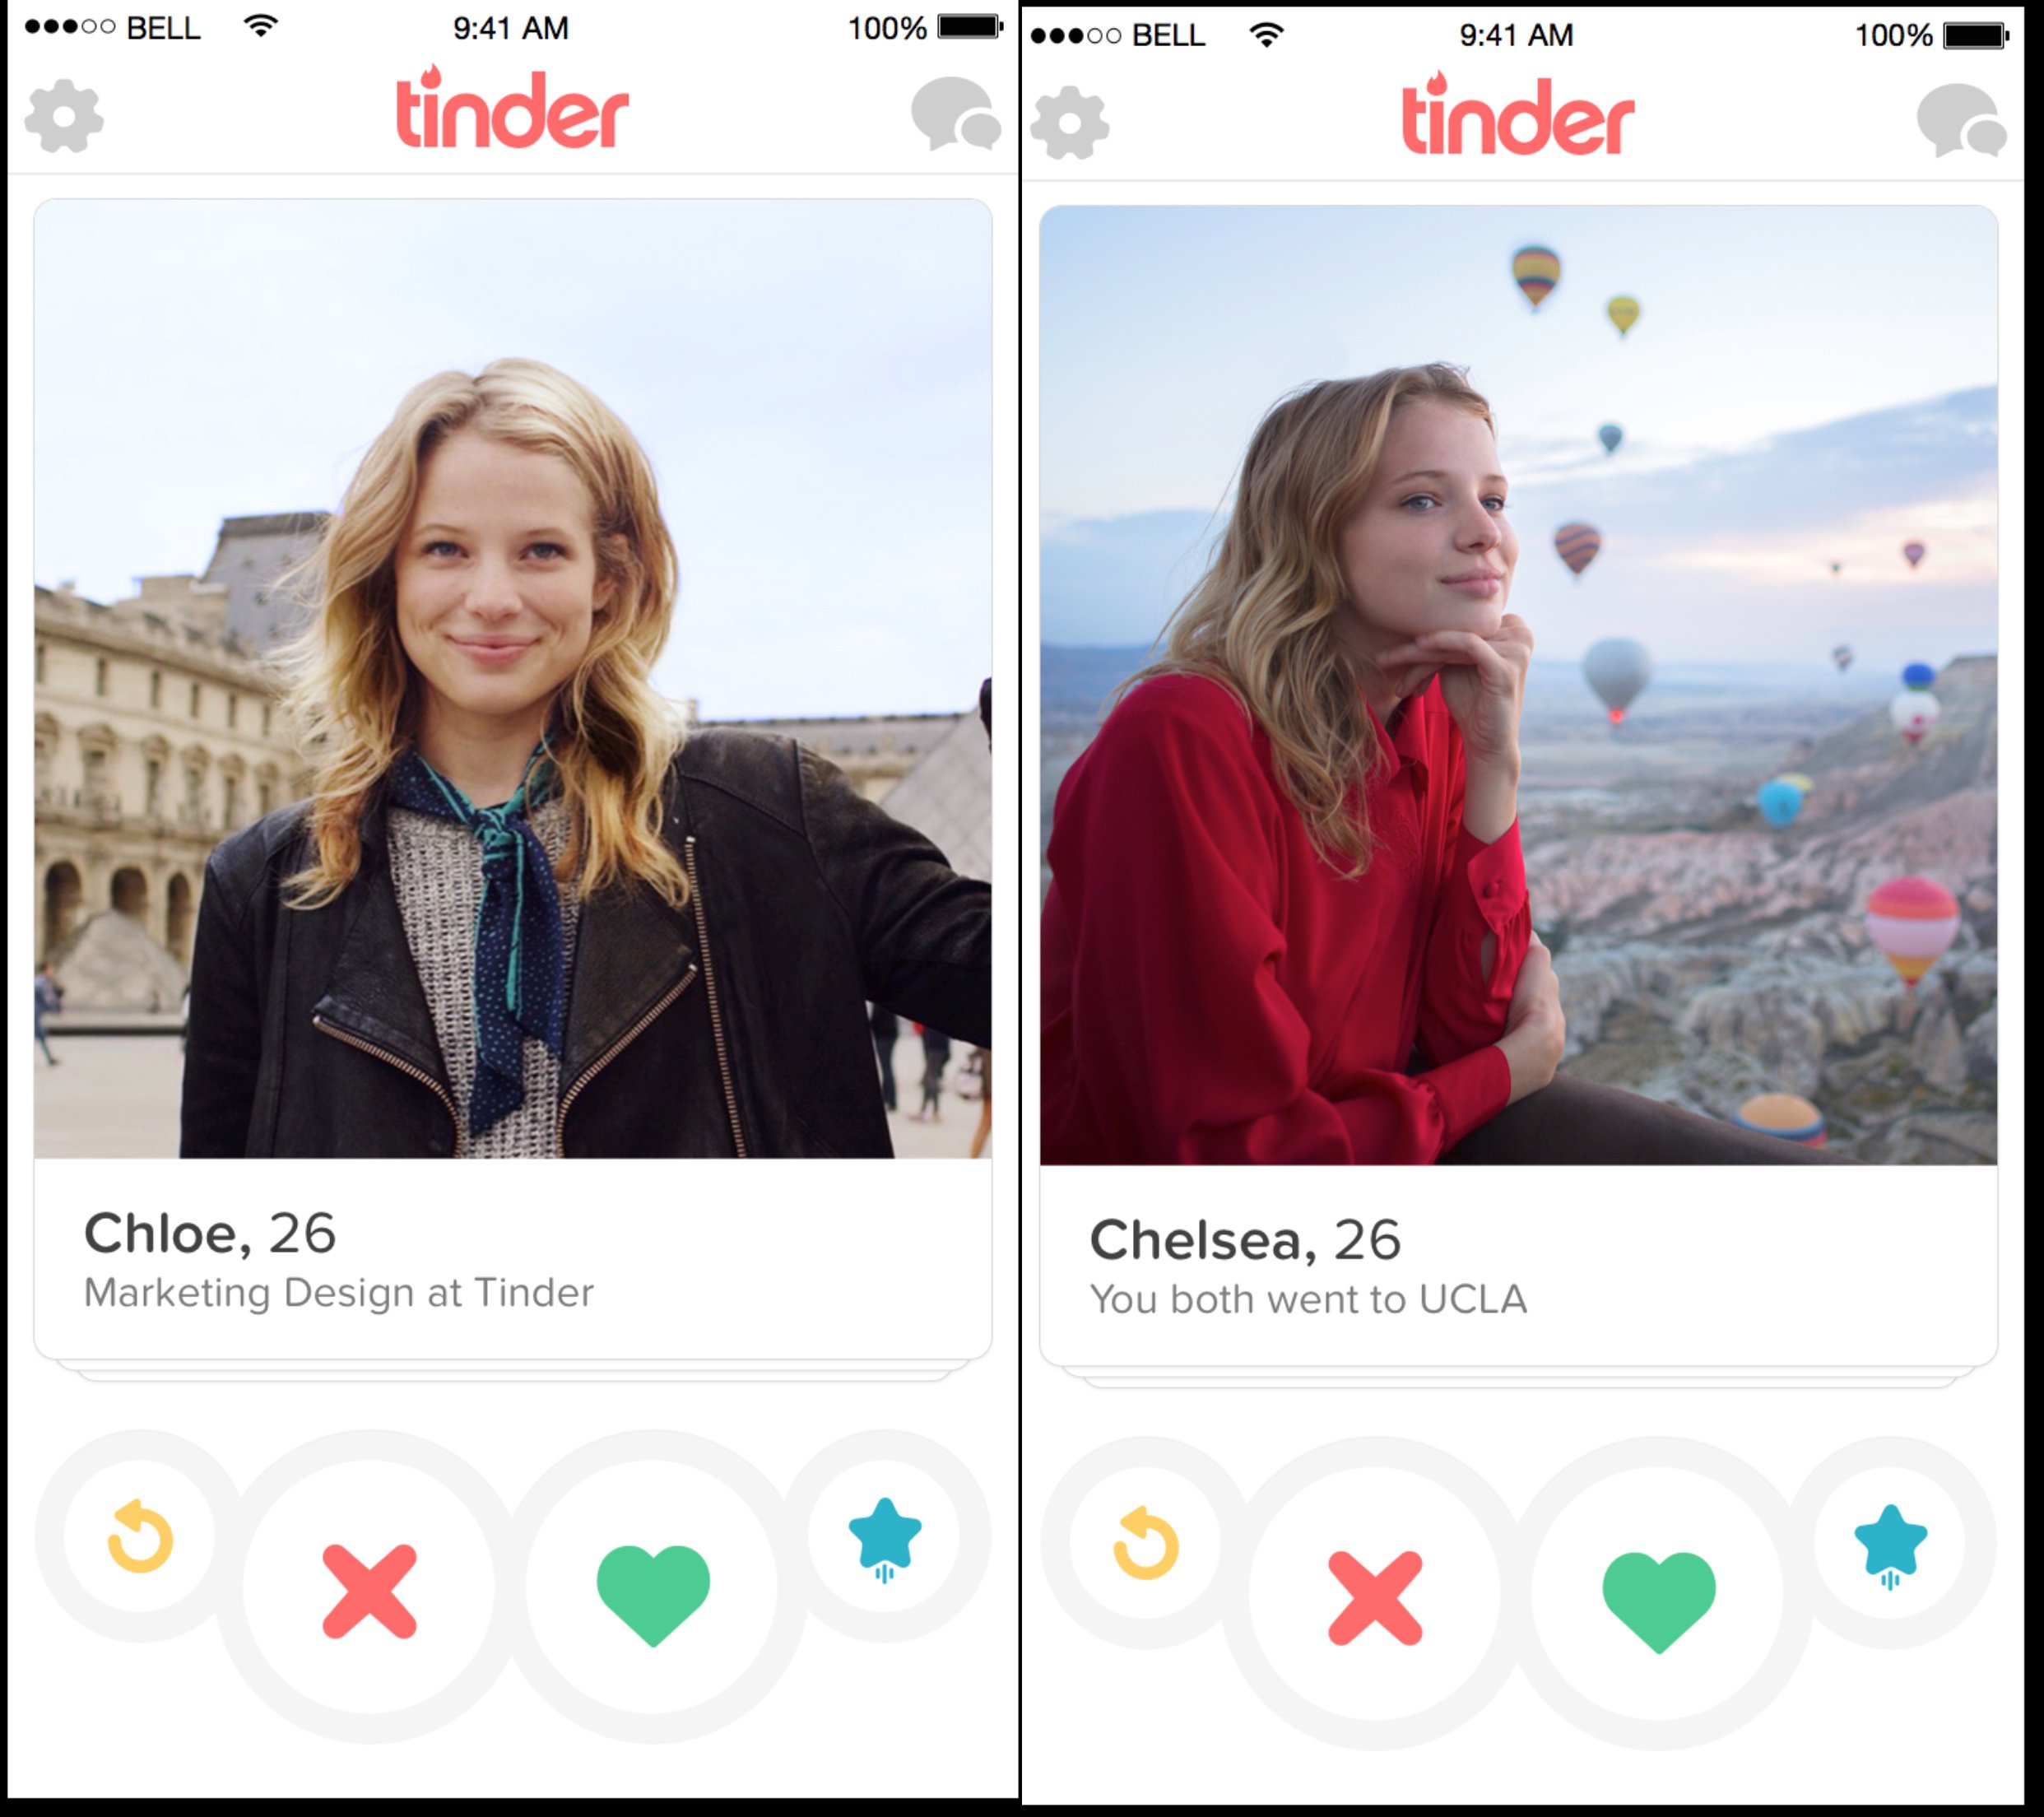 BELL 9:41 AM 100%
tinder
Chloe, 26
Marketing Design at Tinder
BELL 9:41 AM 100%
tinder
Chelsea, 26
You both went to UCLA